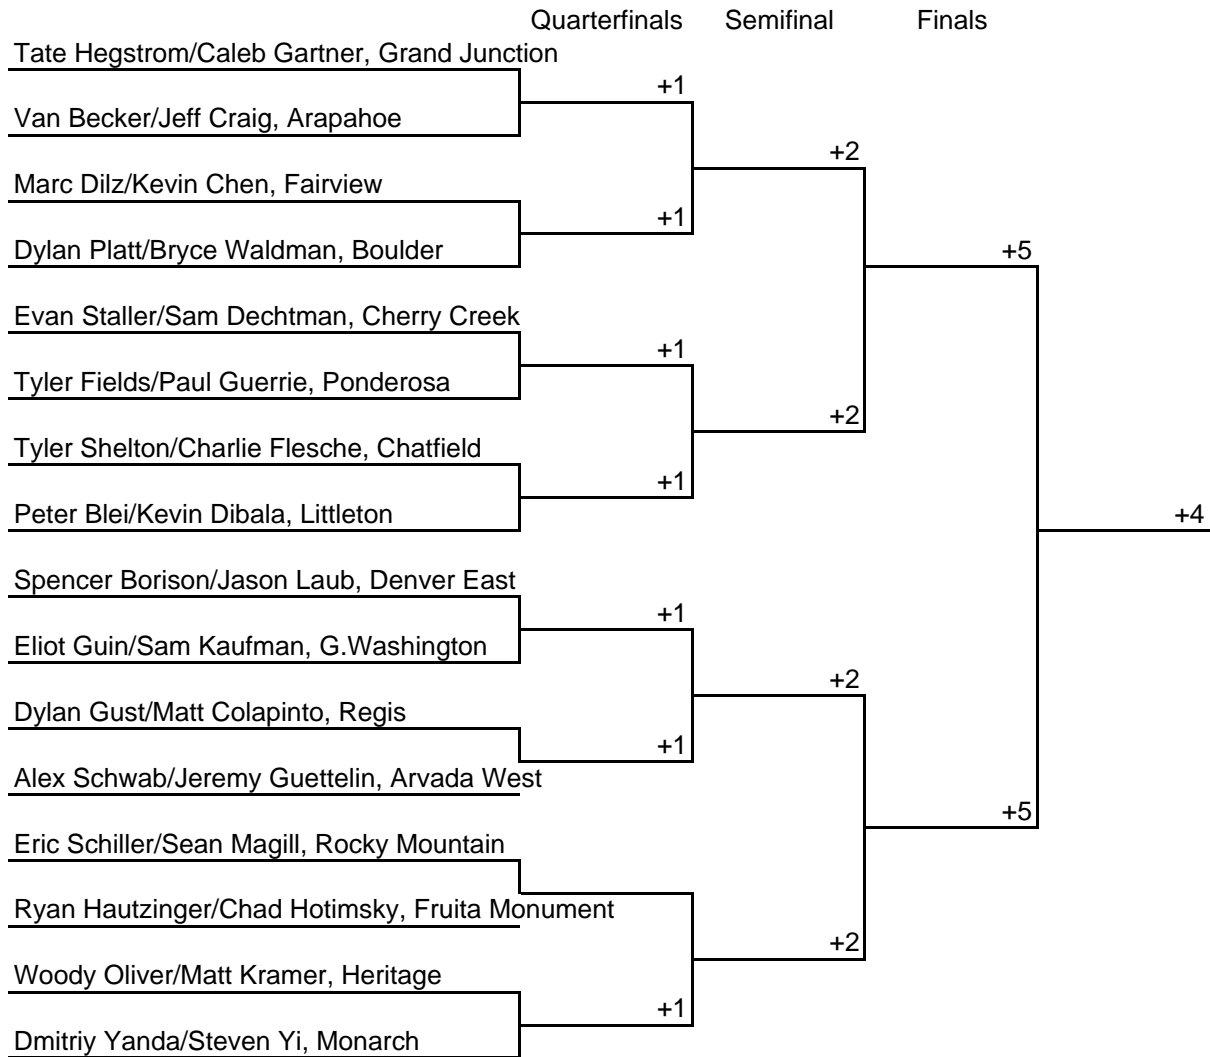 Quarterfinals Semifinal Finals
Tate Hegstrom/Caleb Gartner, Grand Junction
+1
Van Becker/Jeff Craig, Arapahoe
+2
Marc Dilz/Kevin Chen, Fairview
+1
Dylan Platt/Bryce Waldman, Boulder
+5
Evan Staller/Sam Dechtman, Cherry Creek
+1
Tyler Fields/Paul Guerrie, Ponderosa
+2
Tyler Shelton/Charlie Flesche, Chatfield
+1
Peter Blei/Kevin Dibala, Littleton
+4
Spencer Borison/Jason Laub, Denver East
+1
Eliot Guin/Sam Kaufman, G.Washington
+2
Dylan Gust/Matt Colapinto, Regis
+1
Alex Schwab/Jeremy Guettelin, Arvada West
+5
Eric Schiller/Sean Magill, Rocky Mountain
Ryan Hautzinger/Chad Hotimsky, Fruita Monument
+2
Woody Oliver/Matt Kramer, Heritage
+1
Dmitriy Yanda/Steven Yi, Monarch